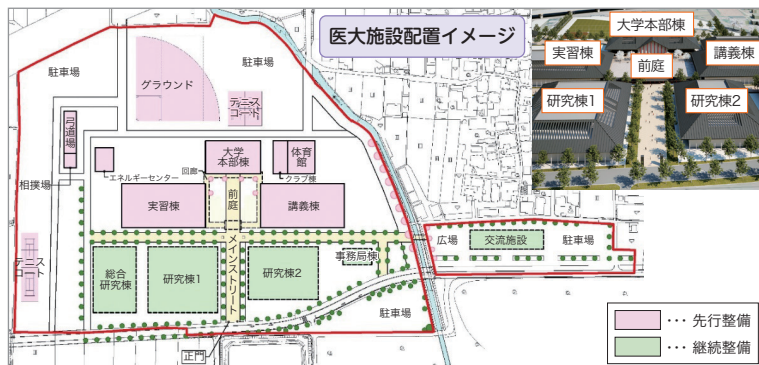 医大施設配置イメージ
駐車場
グラウンド
駐車場
テニス
コート
弓道場
相撲場
エネルギーセンター
大学
本部棟
回廊
体育
館
クラブ棟
実習棟
前庭
講義棟
メインストリート
テニス
コート
総合
研究棟
研究棟1
研究棟2
事務局棟
駐車場
正門
広場
交流施設
駐車場
大学本部棟
実習棟
前庭
講義棟
研究棟1
研究棟2
・・・先行整備
・・・継続整備